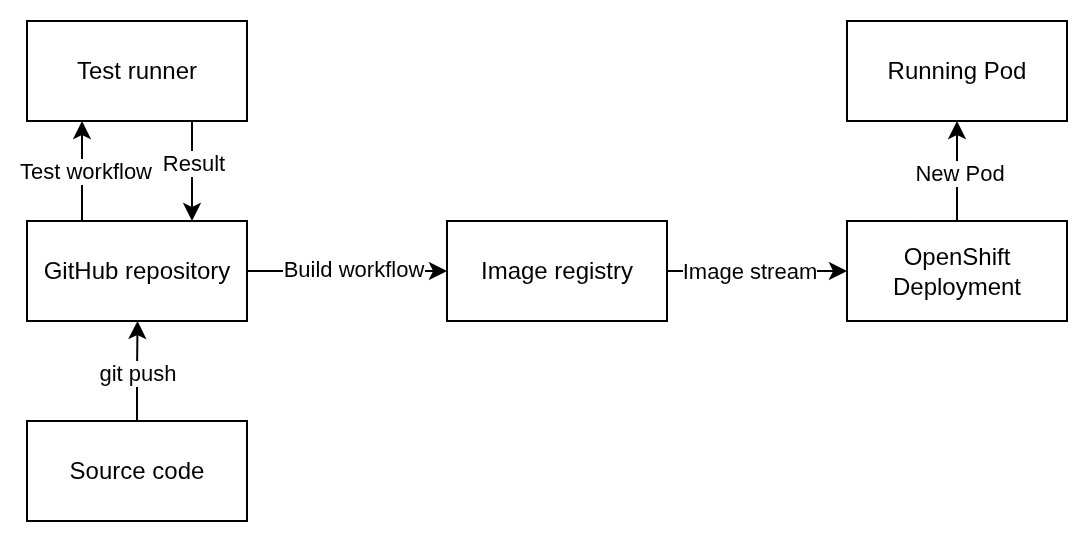 Test runner
Running Pod
Test workflow
Result
New Pod
GitHub repository
Build workflow
Image registry
Image stream
OpenShift
Deployment
git push
Source code